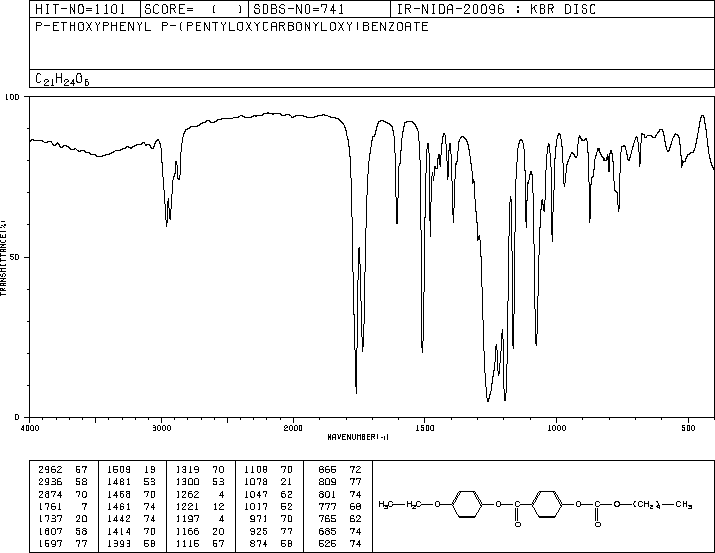 HIT-NO=1101 SCORE= ( ) SDBS-NO=741 IR-NIDA-20096 : KBR DISC
P-ETHOXYPHENYL P-(PENTYLOXYCARBONYLOXY)BENZOATE
C21H24O6
100
50
0
TRANSMITTANCE(%)
4000 3000 2000 1500 1000 500
WAVENUMBER(-1)
2962 57 1509 19 1319 70 1108 70 866 72
2936 58 1481 53 1300 53 1078 21 809 77
2874 70 1468 70 1262 4 1047 62 801 74
1761 7 1461 74 1221 12 1017 52 777 68
1737 20 1442 74 1197 4 971 70 765 62
1607 58 1414 70 1166 20 925 77 685 74
1597 77 1393 58 1116 57 874 58 526 74
H3C—H2C—O O—C O—C—O—(CH2)4—CH3
O O